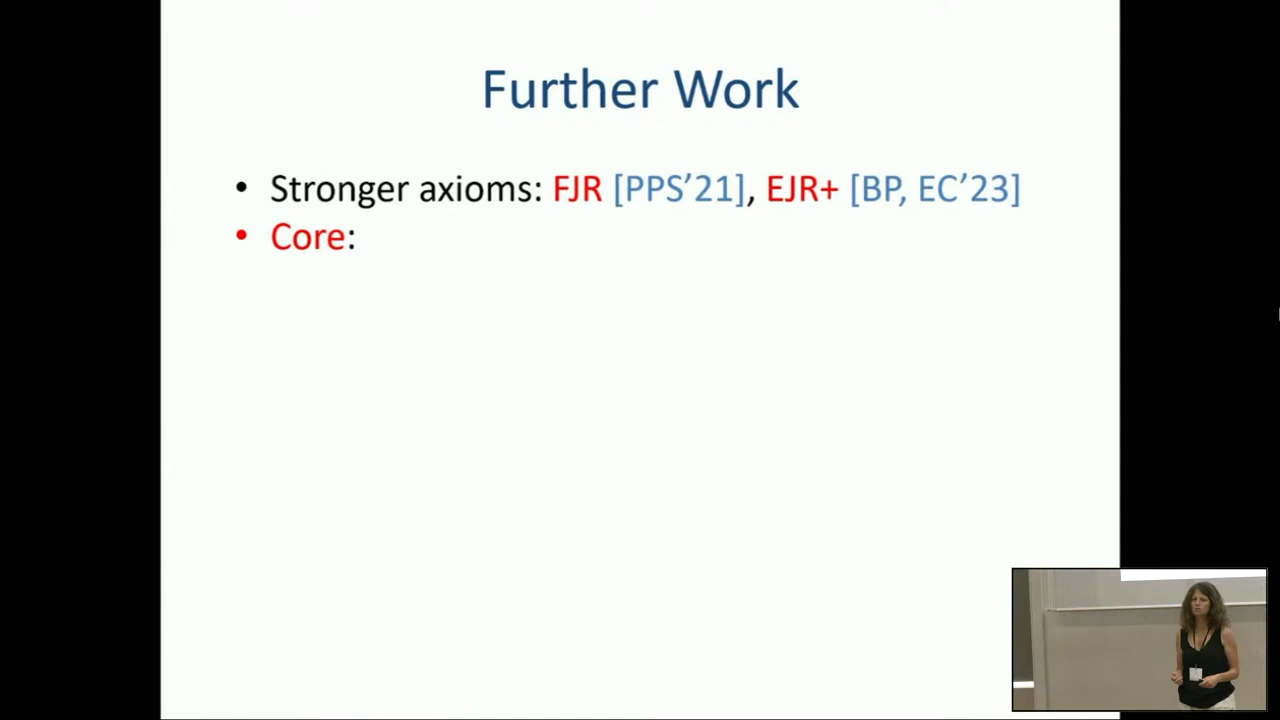 Further Work
• Stronger axioms: FJR [PPS’21], EJR+ [BP, EC’23]
• Core: